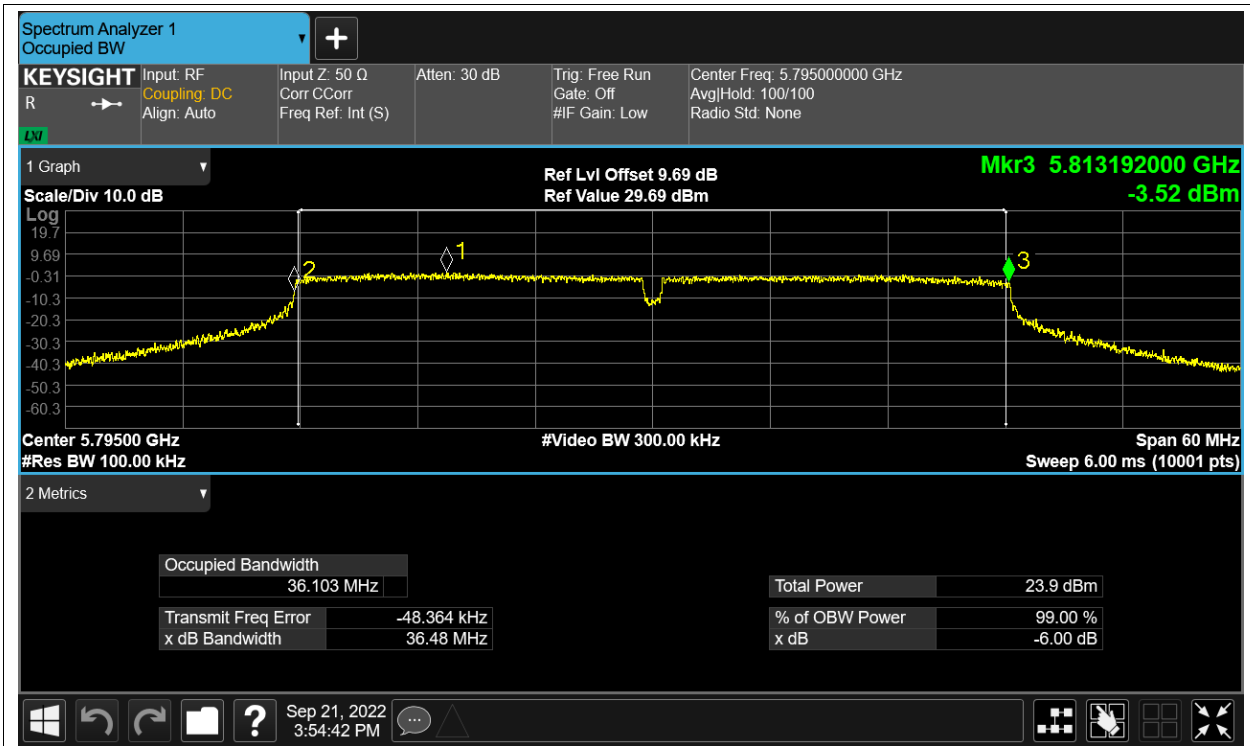 Spectrum Analyzer 1
Occupied BW
KEYSIGHT
R
LXI
Input: RF
Coupling: DC
Align: Auto
Input Z: 50 Ω
Corr CCorr
Freq Ref: Int (S)
Atten: 30 dB
Trig: Free Run
Gate: Off
#IF Gain: Low
Center Freq: 5.795000000 GHz
Avg|Hold: 100/100
Radio Std: None
1 Graph
Scale/Div 10.0 dB
Ref Lvl Offset 9.69 dB
Ref Value 29.69 dBm
Mkr3 5.813192000 GHz
-3.52 dBm
Log
19.7
9.69
-0.31
-10.3
-20.3
-30.3
-40.3
-50.3
-60.3
2
1
3
Center 5.79500 GHz
#Res BW 100.00 kHz
#Video BW 300.00 kHz
Span 60 MHz
Sweep 6.00 ms (10001 pts)
2 Metrics
Occupied Bandwidth
36.103 MHz
Transmit Freq Error -48.364 kHz
x dB Bandwidth 36.48 MHz
Total Power 23.9 dBm
% of OBW Power 99.00 %
x dB -6.00 dB
?
Sep 21, 2022
3:54:42 PM